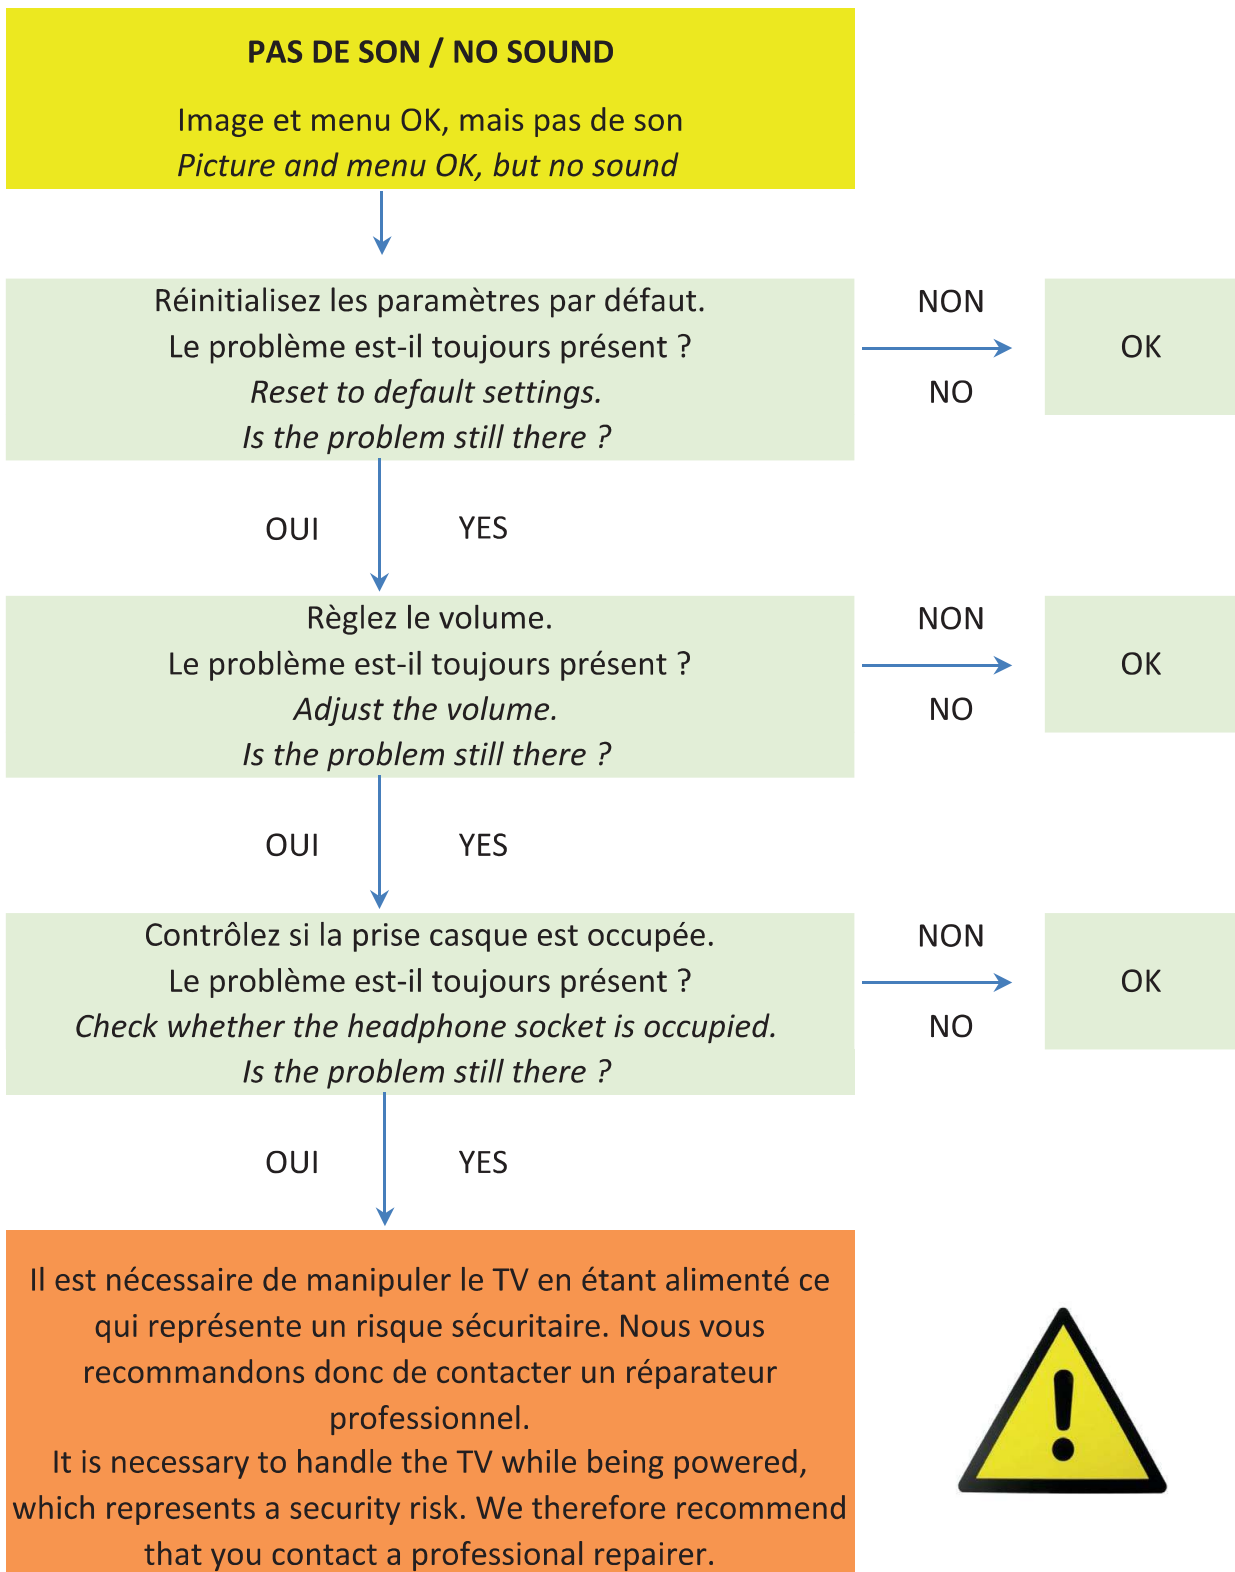 PAS DE SON / NO SOUND
Image et menu OK, mais pas de son
Picture and menu OK, but no sound
Réinitialisez les paramètres par défaut.
Le problème est-il toujours présent ?
Reset to default settings.
Is the problem still there ?
NON
NO
OK
OUI
YES
Règlez le volume.
Le problème est-il toujours présent ?
Adjust the volume.
Is the problem still there ?
NON
NO
OK
OUI
YES
Contrôlez si la prise casque est occupée.
Le problème est-il toujours présent ?
Check whether the headphone socket is occupied.
Is the problem still there ?
NON
NO
OK
OUI
YES
Il est nécessaire de manipuler le TV en étant alimenté ce
qui représente un risque sécuritaire. Nous vous
recommandons donc de contacter un réparateur
professionnel.
It is necessary to handle the TV while being powered,
which represents a security risk. We therefore recommend
that you contact a professional repairer.
!